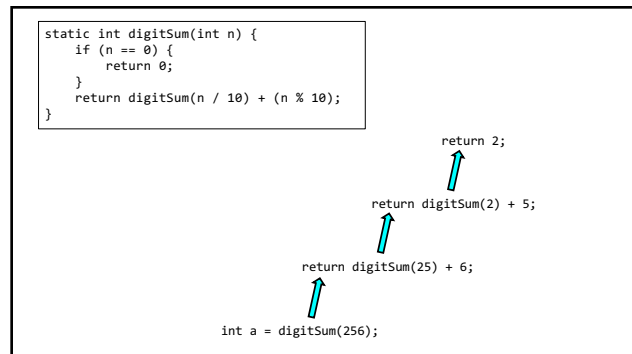 static int digitSum(int n) {
    if (n == 0) {
        return 0;
    }
    return digitSum(n / 10) + (n % 10);
}
return 2;
return digitSum(2) + 5;
return digitSum(25) + 6;
int a = digitSum(256);